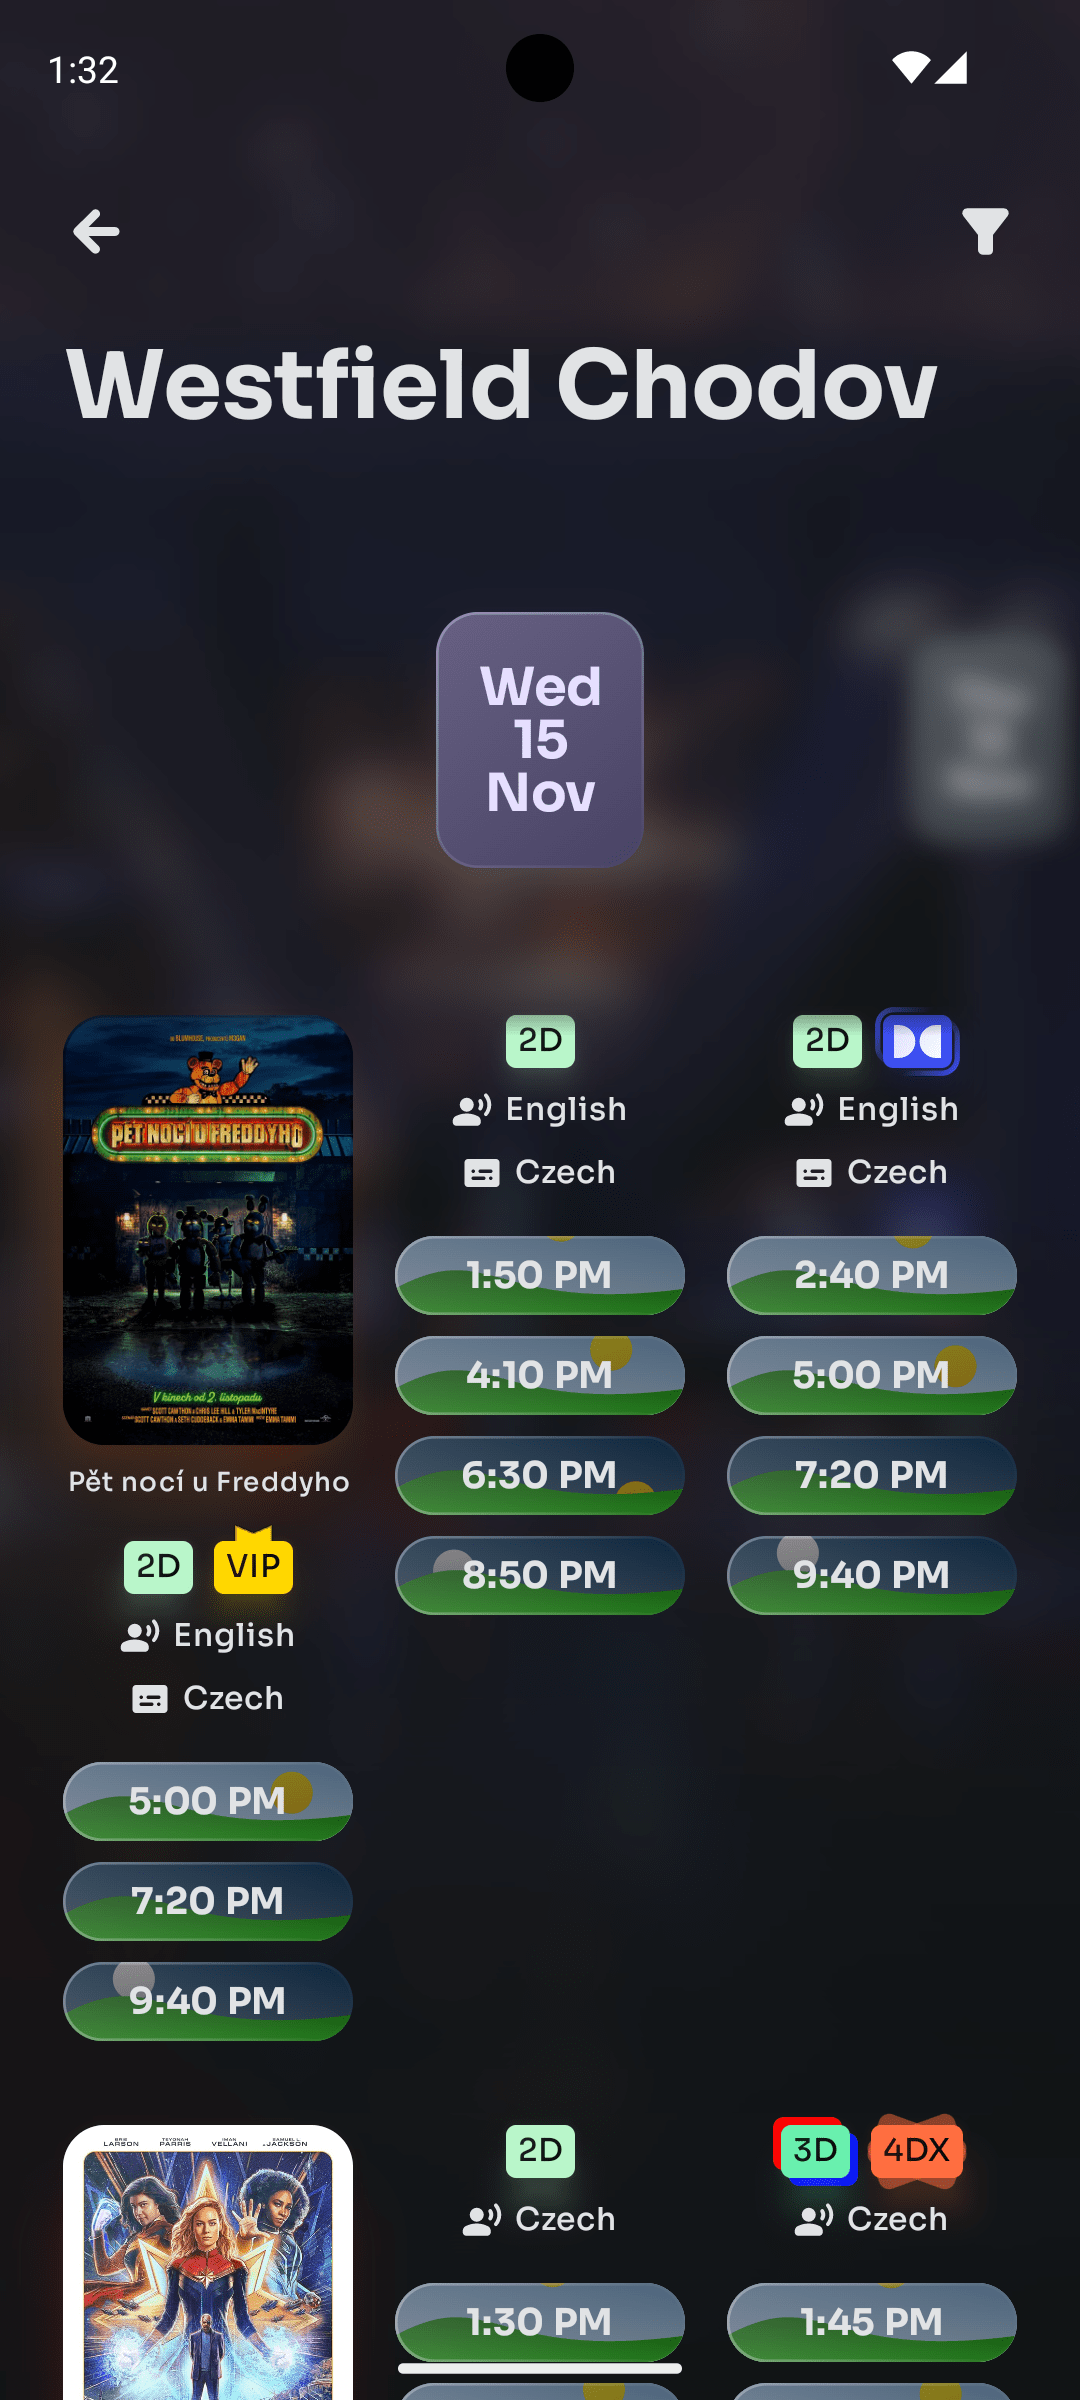 1:32
Westfield Chodov
Wed
15
Nov
PĚT NOCÍ U FREDDYHO
V kinech od 2. listopadu
Pět nocí u Freddyho
2D VIP
English
Czech
5:00 PM
7:20 PM
9:40 PM
2D
English
Czech
1:50 PM
4:10 PM
6:30 PM
8:50 PM
2D
English
Czech
2:40 PM
5:00 PM
7:20 PM
9:40 PM
BRIE LARSON TEYONAH PARRIS IMAN VELLANI SAMUEL L. JACKSON
2D
Czech
1:30 PM
3D 4DX
Czech
1:45 PM